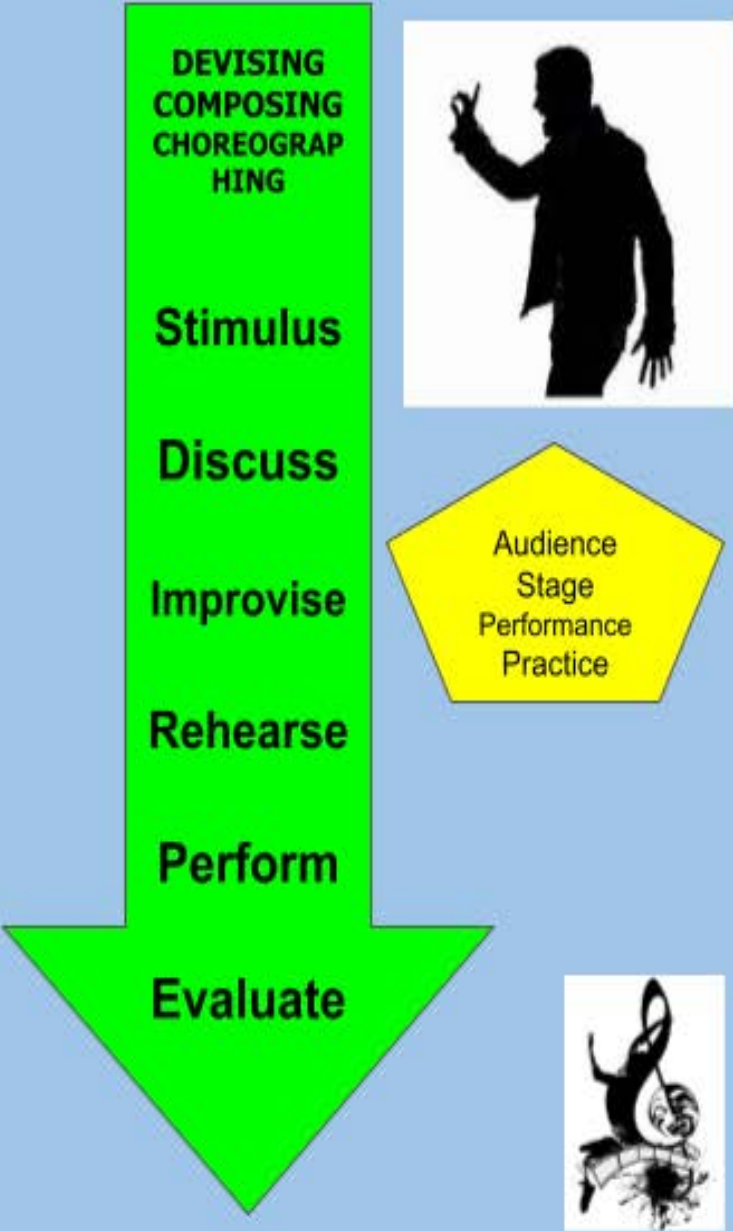 DEVISING
COMPOSING
CHOREOGRAP
HING
Stimulus
Discuss
Improvise
Rehearse
Perform
Evaluate
Audience
Stage
Performance
Practice